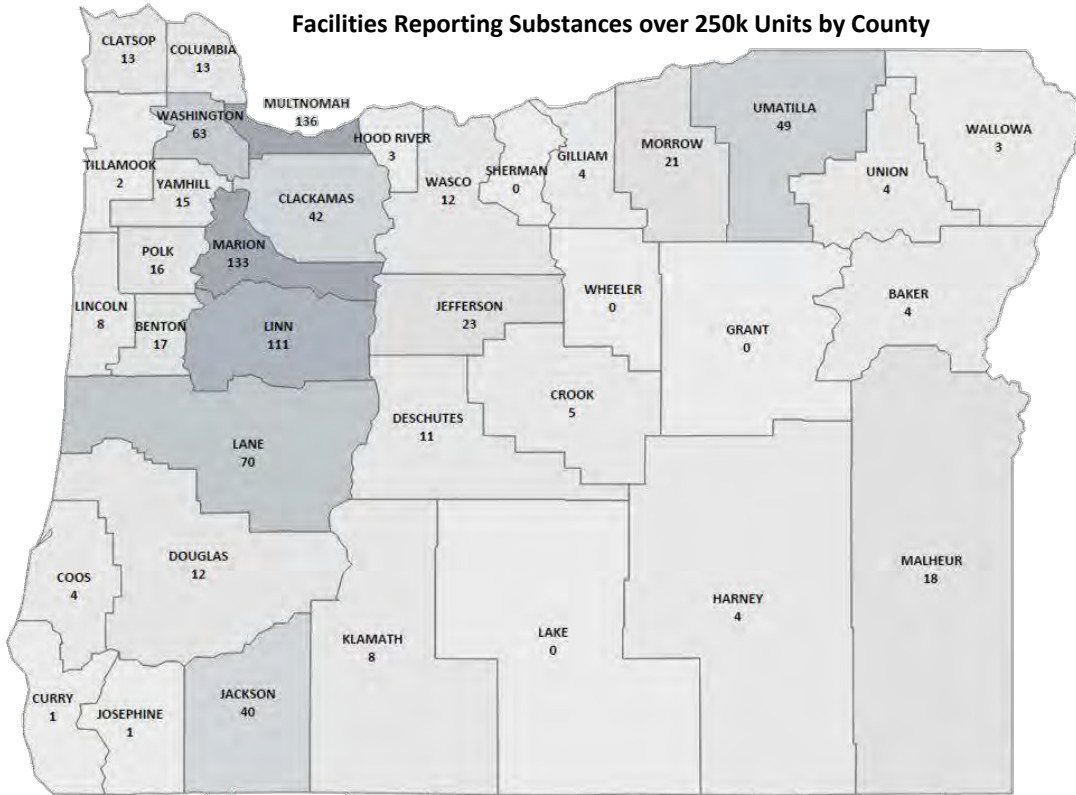 Facilities Reporting Substances over 250k Units by County
CLATSOP
13
COLUMBIA
13
MULTNOMAH
136
WASHINGTON
63
HOOD RIVER
3
TILLAMOOK
2
YAMHILL
15
CLACKAMAS
42
WASCO
12
SHERMAN
0
GILLIAM
4
MORROW
21
UMATILLA
49
UNION
4
WALLOWA
3
POLK
16
MARION
133
LINCOLN
8
BENTON
17
LINN
111
JEFFERSON
23
WHEELER
0
GRANT
0
BAKER
4
LANE
70
DESCHUTES
11
CROOK
5
COOS
4
DOUGLAS
12
KLAMATH
8
LAKE
0
HARNEY
4
MALHEUR
18
CURRY
1
JOSEPHINE
1
JACKSON
40